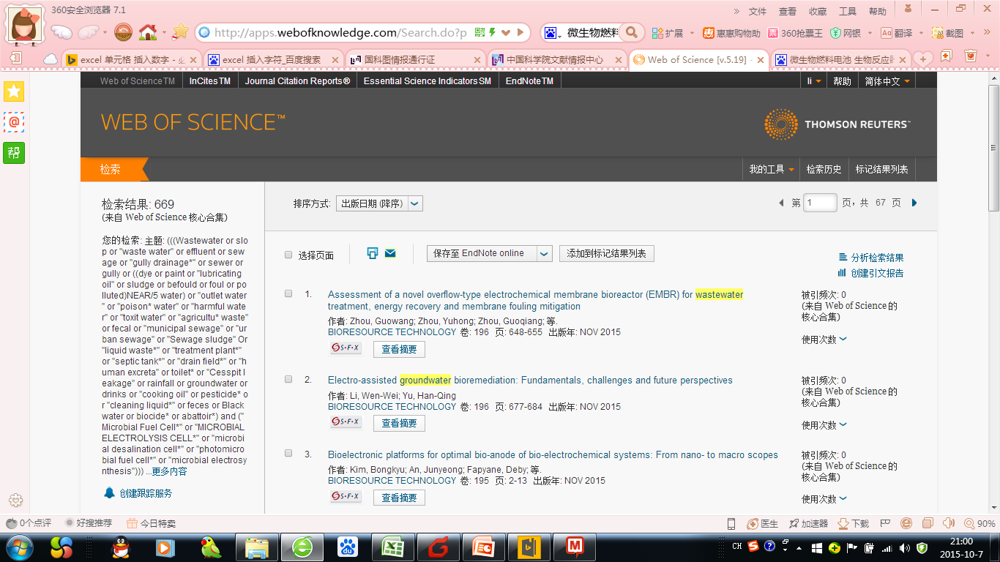 360安全浏览器 7.1
文件 查看 收藏 工具 帮助
http://apps.webofknowledge.com/Search.do?p
微生物燃料
扩展 惠惠购物助 360抢票王 网银 翻译 截图
excel 单元格 插入数字 -
excel 插入字符_百度搜索
国科图情报通行证
中国科学院文献情报中心
Web of Science [v.5.19] -
微生物燃料电池 生物反应
Web of Science™ InCites™ Journal Citation Reports® Essential Science Indicators℠ EndNote™
li 帮助 简体中文
WEB OF SCIENCE™
THOMSON REUTERS™
检索
我的工具 检索历史 标记结果列表
检索结果: 669
(来自 Web of Science 核心合集)
您的检索: 主题: (((Wastewater or slo
p or "waste water" or effluent or sew
age or "gully drainage*" or sewer or
gully or ((dye or paint or "lubricating
oil" or sludge or befould or foul or po
lluted)NEAR/5 water) or "outlet water
" or "poison* water" or "harmful wate
r" or "toxit water" or "agricultu* waste"
or fecal or "municipal sewage" or "ur
ban sewage" or "Sewage sludge" Or
"liquid waste*" or "treatment plant*"
or "septic tank*" or "drain field*" or "h
uman excreta" or toilet* or "Cesspit l
eakage" or rainfall or groundwater or
drinks or "cooking oil" or pesticide* o
r "cleaning liquid*" or feces or Black
water or biocide* or abattoir*) and ("
Microbial Fuel Cell*" or "MICROBIAL
ELECTROLYSIS CELL*" or "microbi
al desalination cell*" or "photomicro
bial fuel cell*" or "microbial electrosy
nthesis"))) ...更多内容
创建跟踪服务
排序方式: 出版日期 (降序)
第 1 页，共 67 页
选择页面
保存至 EndNote online
添加到标记结果列表
分析检索结果
创建引文报告
1. Assessment of a novel overflow-type electrochemical membrane bioreactor (EMBR) for wastewater
treatment, energy recovery and membrane fouling mitigation
作者: Zhou, Guowang; Zhou, Yuhong; Zhou, Guoqiang; 等.
BIORESOURCE TECHNOLOGY 卷: 196 页: 648-655 出版年: NOV 2015
S·F·X 查看摘要
被引频次: 0
(来自 Web of Science 的
核心合集)
使用次数
2. Electro-assisted groundwater bioremediation: Fundamentals, challenges and future perspectives
作者: Li, Wen-Wei; Yu, Han-Qing
BIORESOURCE TECHNOLOGY 卷: 196 页: 677-684 出版年: NOV 2015
S·F·X 查看摘要
被引频次: 0
(来自 Web of Science 的
核心合集)
使用次数
3. Bioelectronic platforms for optimal bio-anode of bio-electrochemical systems: From nano- to macro scopes
作者: Kim, Bongkyu; An, Junyeong; Fapyane, Deby; 等.
BIORESOURCE TECHNOLOGY 卷: 195 页: 2-13 出版年: NOV 2015
S·F·X 查看摘要
被引频次: 0
(来自 Web of Science 的
核心合集)
使用次数
帮
0个点评 好搜推荐 今日特卖
医生 加速器 下载 90%
CH
21:00
2015-10-7